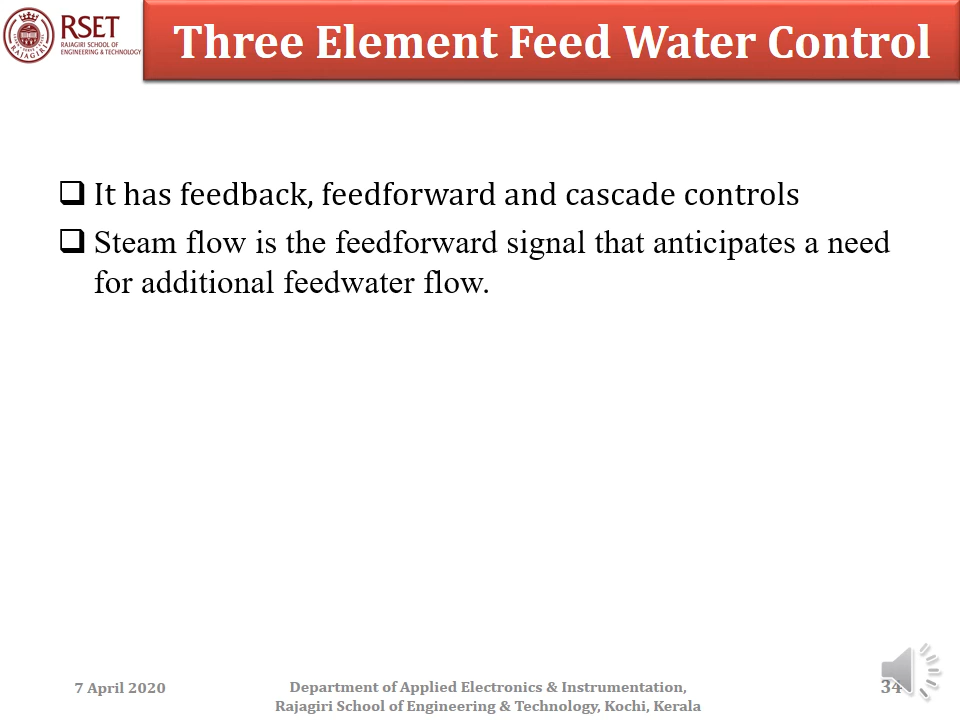 RSET
RAJAGIRI SCHOOL OF
ENGINEERING & TECHNOLOGY
RAJAGIRI
Three Element Feed Water Control
It has feedback, feedforward and cascade controls
Steam flow is the feedforward signal that anticipates a need
for additional feedwater flow.
7 April 2020
Department of Applied Electronics & Instrumentation,
Rajagiri School of Engineering & Technology, Kochi, Kerala
34